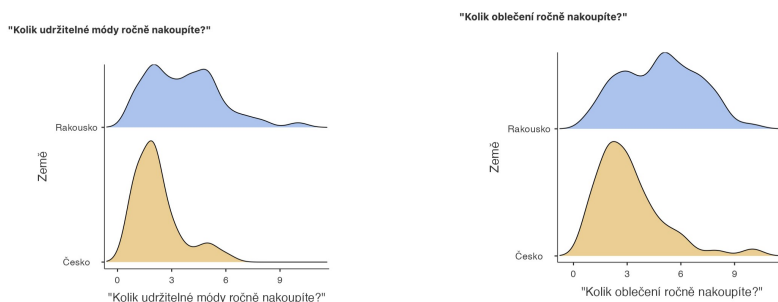 "Kolik udržitelné módy ročně nakoupíte?"
Rakousko
Země
Česko
0 3 6 9
"Kolik udržitelné módy ročně nakoupíte?"
"Kolik oblečení ročně nakoupíte?"
Rakousko
Země
Česko
0 3 6 9
"Kolik oblečení ročně nakoupíte?"